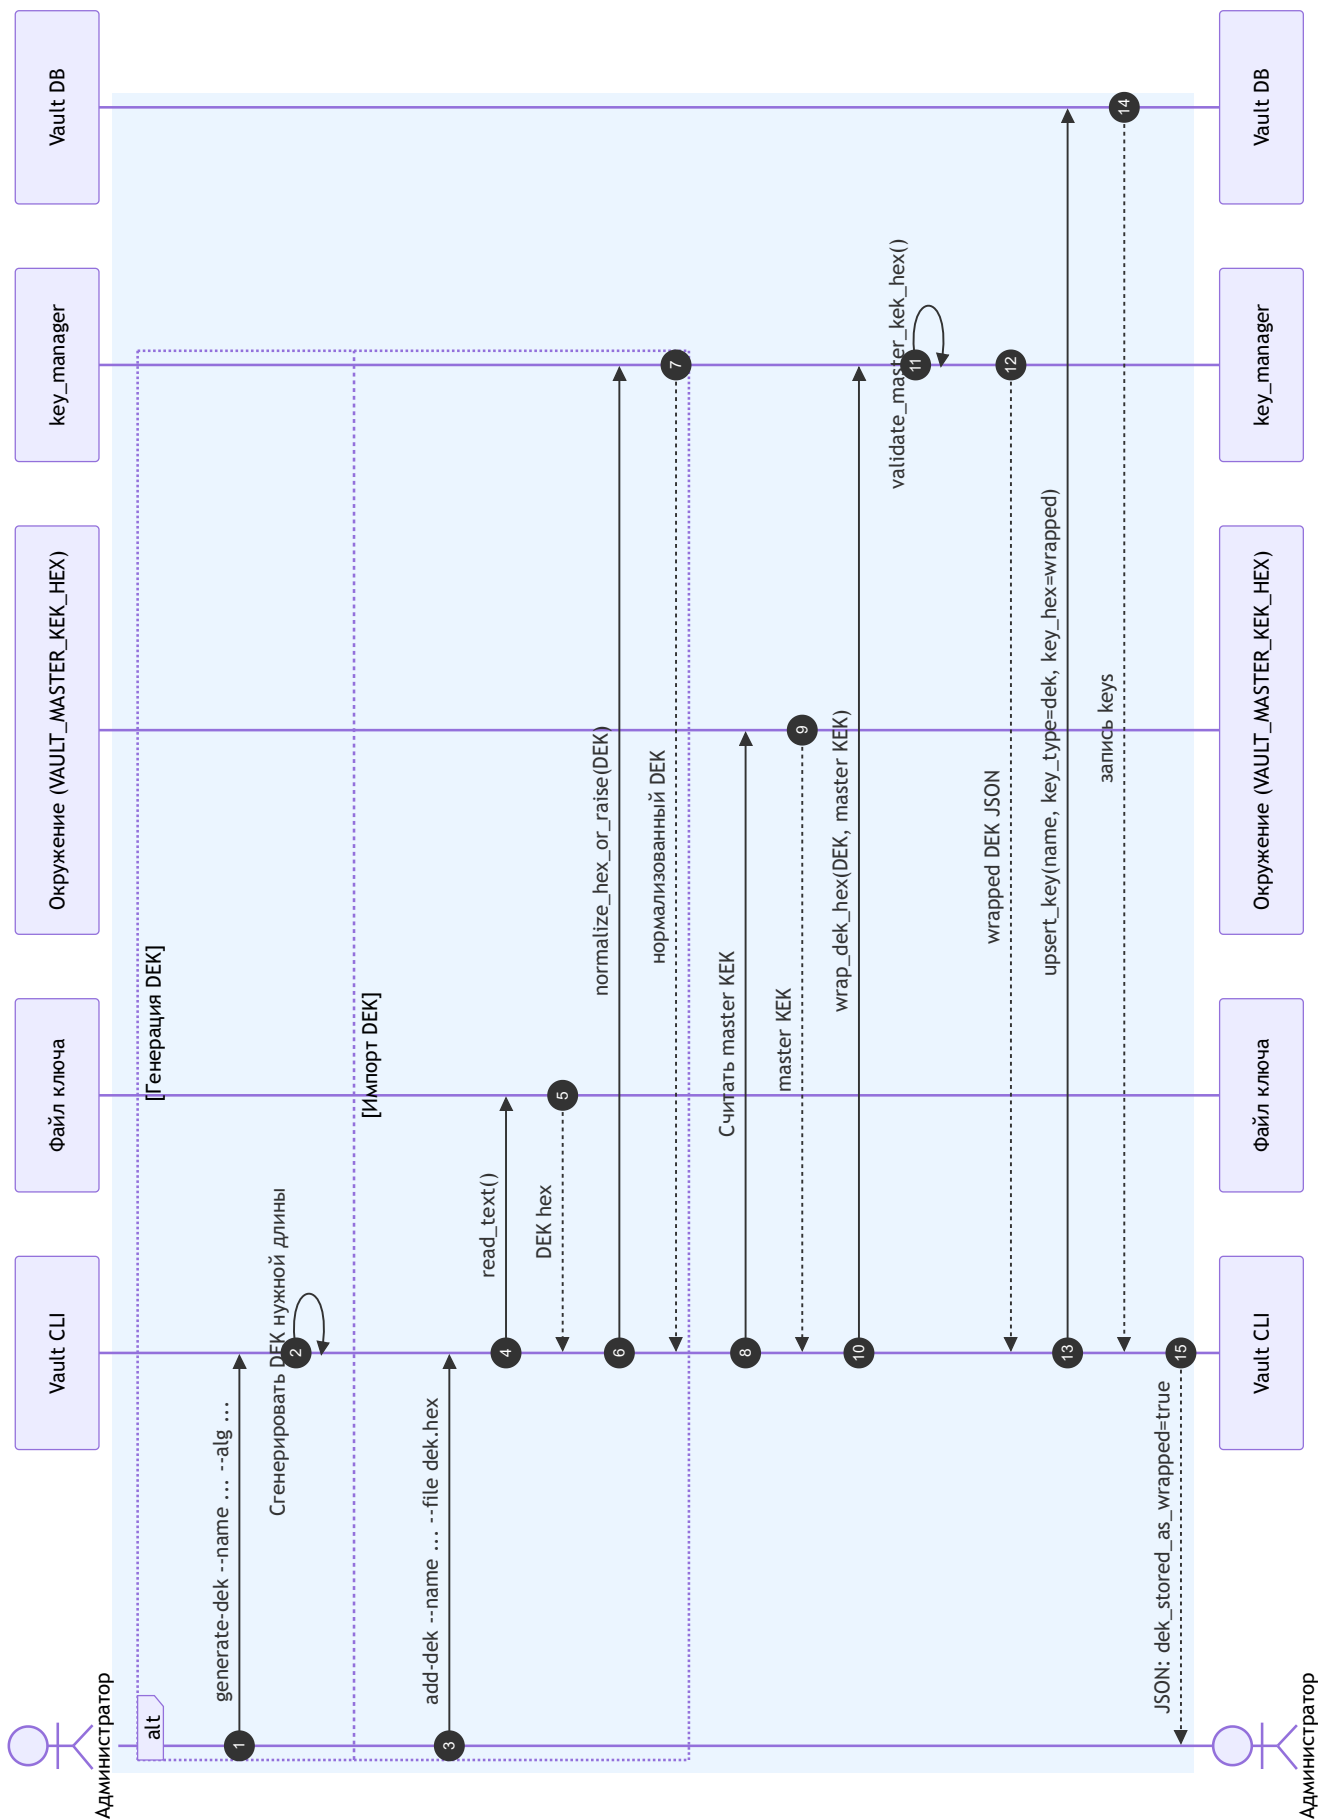 Администратор
Vault CLI
Файл ключа
Окружение (VAULT_MASTER_KEK_HEX)
key_manager
Vault DB
alt
[Генерация DEK]
generate-dek --name ... --alg ...
1
Сгенерировать DEK нужной длины
2
[Импорт DEK]
add-dek --name ... --file dek.hex
3
read_text()
4
DEK hex
5
normalize_hex_or_raise(DEK)
6
нормализованный DEK
7
Считать master KEK
8
master KEK
9
wrap_dek_hex(DEK, master KEK)
10
validate_master_kek_hex()
11
wrapped DEK JSON
12
upsert_key(name, key_type=dek, key_hex=wrapped)
13
запись keys
14
JSON: dek_stored_as_wrapped=true
15
Администратор
Vault CLI
Файл ключа
Окружение (VAULT_MASTER_KEK_HEX)
key_manager
Vault DB